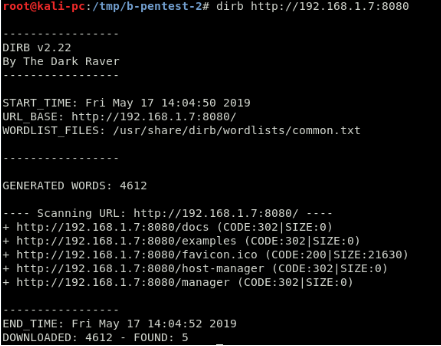 root@kali-pc:/tmp/b-pentest-2# dirb http://192.168.1.7:8080
-----------------
DIRB v2.22
By The Dark Raver
-----------------
START_TIME: Fri May 17 14:04:50 2019
URL_BASE: http://192.168.1.7:8080/
WORDLIST_FILES: /usr/share/dirb/wordlists/common.txt
-----------------
GENERATED WORDS: 4612
---- Scanning URL: http://192.168.1.7:8080/ ----
+ http://192.168.1.7:8080/docs (CODE:302|SIZE:0)
+ http://192.168.1.7:8080/examples (CODE:302|SIZE:0)
+ http://192.168.1.7:8080/favicon.ico (CODE:200|SIZE:21630)
+ http://192.168.1.7:8080/host-manager (CODE:302|SIZE:0)
+ http://192.168.1.7:8080/manager (CODE:302|SIZE:0)
-----------------
END_TIME: Fri May 17 14:04:52 2019
DOWNLOADED: 4612 - FOUND: 5